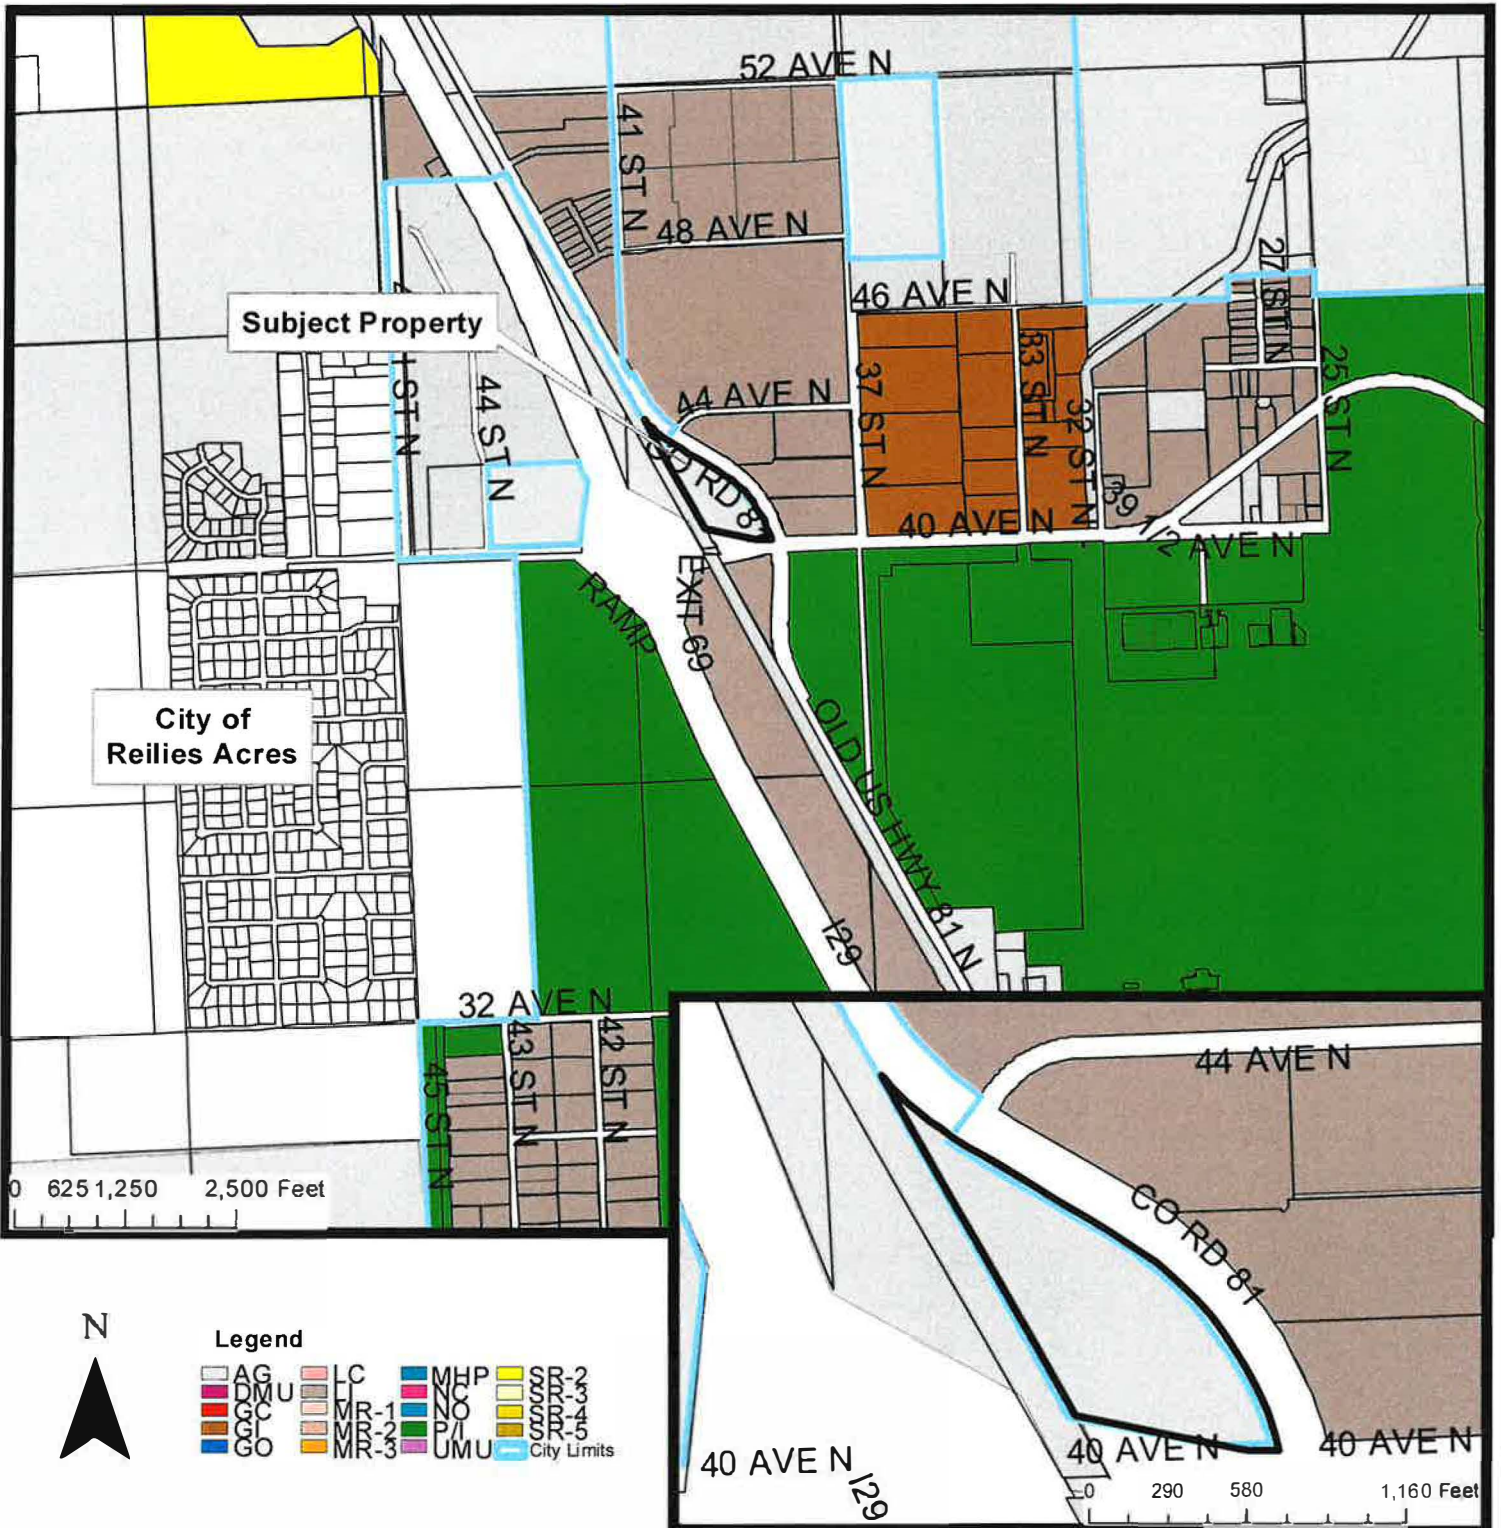 52 AVE N
41 ST N
48 AVE N
27 ST N
46 AVE N
Subject Property
ST N
44 ST N
44 AVE N
37 ST N
33 ST N
32 ST N
25 ST N
CO RD 81
39 1/2 AVE N
40 AVE N
EXIT 69
RAMP
City of
Reilies Acres
OLD US HWY 81 N
I29
32 AVE N
45 ST N
43 ST N
42 ST N
0 625 1,250 2,500 Feet
44 AVE N
CO RD 81
40 AVE N
40 AVE N
40 AVE N
I29
0 290 580 1,160 Feet
N
Legend
AG LC MHP SR-2
DMU LI NC SR-3
GC MR-1 NO SR-4
GI MR-2 P/I SR-5
GO MR-3 UMU City Limits